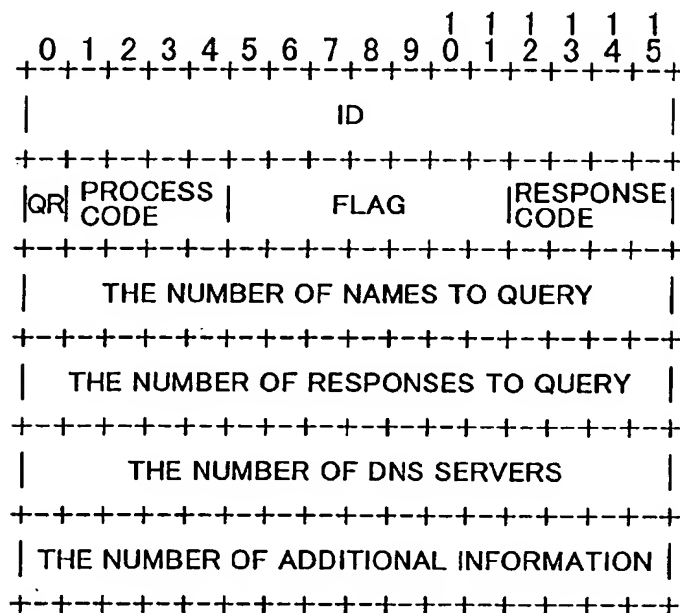 1 1 1 1 1 1
0 1 2 3 4 5 6 7 8 9 0 1 2 3 4 5
+-+-+-+-+-+-+-+-+-+-+-+-+-+-+-+-+
| ID |
+-+-+-+-+-+-+-+-+-+-+-+-+-+-+-+-+
|QR| PROCESS CODE | FLAG |RESPONSE CODE |
+-+-+-+-+-+-+-+-+-+-+-+-+-+-+-+-+
| THE NUMBER OF NAMES TO QUERY |
+-+-+-+-+-+-+-+-+-+-+-+-+-+-+-+-+
| THE NUMBER OF RESPONSES TO QUERY |
+-+-+-+-+-+-+-+-+-+-+-+-+-+-+-+-+
| THE NUMBER OF DNS SERVERS |
+-+-+-+-+-+-+-+-+-+-+-+-+-+-+-+-+
| THE NUMBER OF ADDITIONAL INFORMATION |
+-+-+-+-+-+-+-+-+-+-+-+-+-+-+-+-+